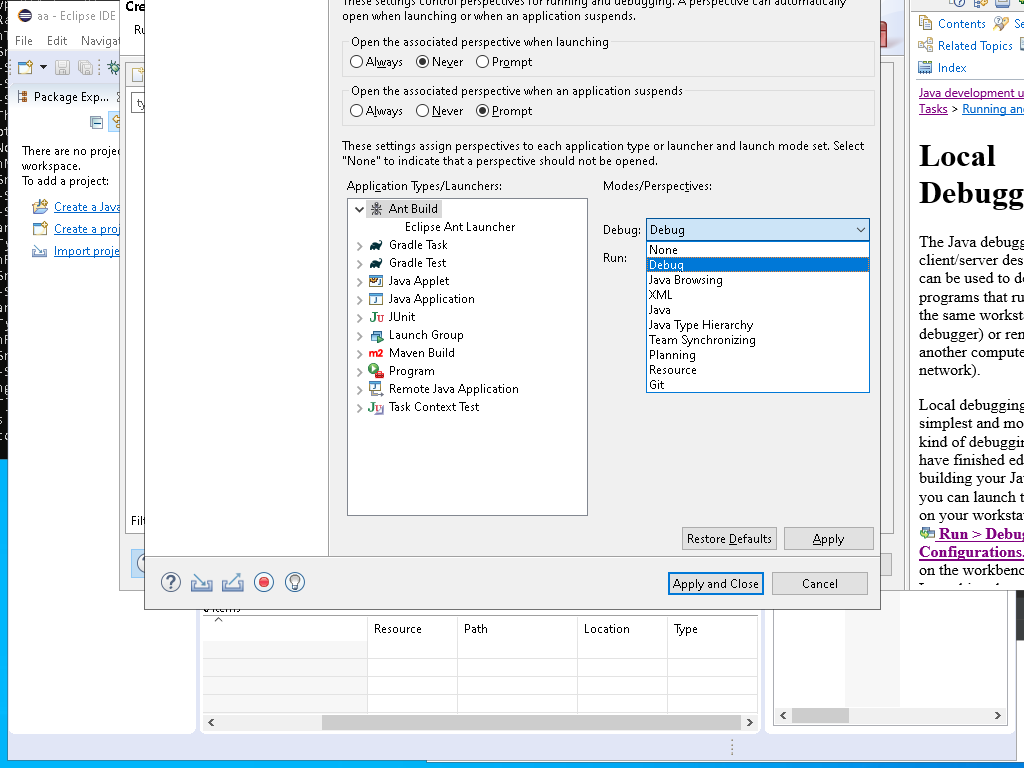 aa - Eclipse IDE
File Edit Navigat
Package Exp...
There are no projec
workspace.
To add a project:
Create a Java
Create a proj
Import proje
Cre
Ru
ty
Filt
These settings control perspectives for running and debugging. A perspective can automatically
open when launching or when an application suspends.
Open the associated perspective when launching
Always Never Prompt
Open the associated perspective when an application suspends
Always Never Prompt
These settings assign perspectives to each application type or launcher and launch mode set. Select
"None" to indicate that a perspective should not be opened.
Application Types/Launchers:
Ant Build
Eclipse Ant Launcher
Gradle Task
Gradle Test
Java Applet
Java Application
JUnit
Launch Group
Maven Build
Program
Remote Java Application
Task Context Test
Modes/Perspectives:
Debug: Debug
Run:
None
Debug
Java Browsing
XML
Java
Java Type Hierarchy
Team Synchronizing
Planning
Resource
Git
Restore Defaults Apply
Apply and Close Cancel
Resource Path Location Type
Contents Se
Related Topics
Index
Java development u
Tasks > Running and
Local
Debugg
The Java debugg
client/server des
can be used to de
programs that ru
the same worksta
debugger) or rem
another compute
network).
Local debugging
simplest and mo
kind of debuggin
have finished ed
building your Jav
you can launch t
on your workstat
Run > Debug
Configurations.
on the workbenc